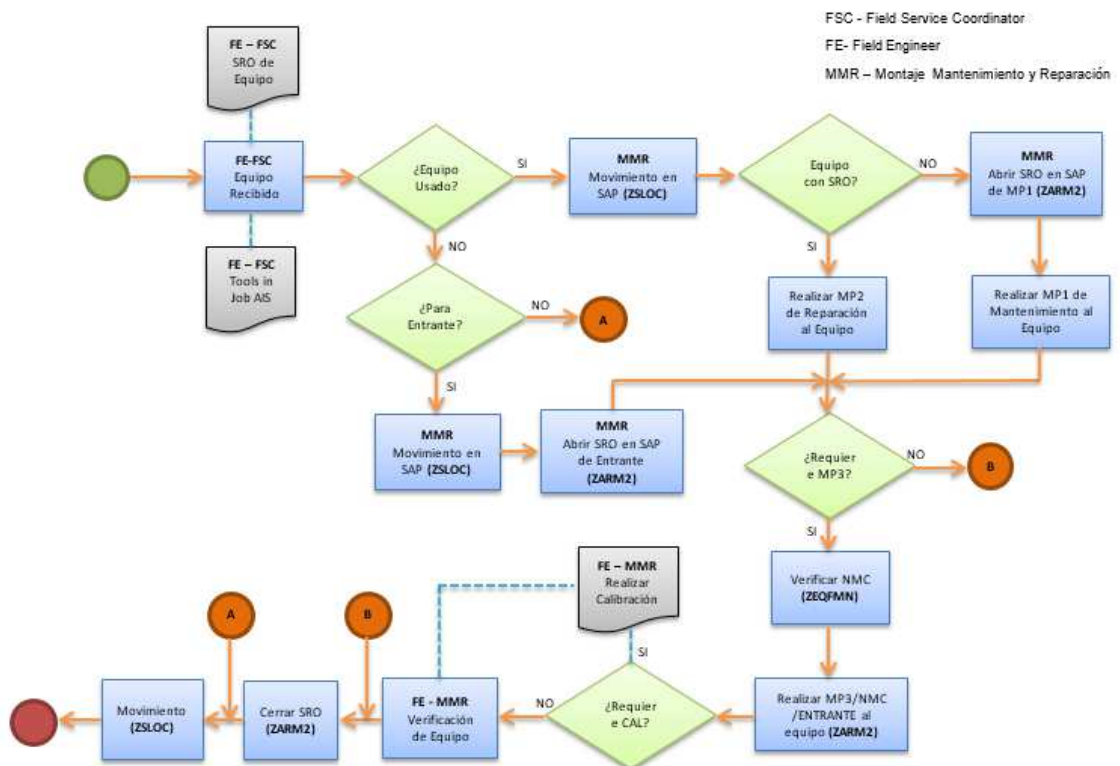 FSC - Field Service Coordinator
FE- Field Engineer
MMR – Montaje Mantenimiento y Reparación
FE – FSC
SRO de
Equipo
FE-FSC
Equipo
Recibido
FE – FSC
Tools in
Job AIS
¿Equipo
Usado?
SI
NO
MMR
Movimiento en
SAP (ZSLOC)
Equipo
con SRO?
NO
SI
MMR
Abrir SRO en SAP
de MP1 (ZARM2)
Realizar MP2
de Reparación
al Equipo
Realizar MP1 de
Mantenimiento al
Equipo
¿Para
Entrante?
NO
A
SI
MMR
Movimiento en
SAP (ZSLOC)
MMR
Abrir SRO en SAP
de Entrante
(ZARM2)
¿Requier
e MP3?
NO
B
SI
Verificar NMC
(ZEQFMN)
Realizar MP3/NMC
/ENTRANTE al
equipo (ZARM2)
FE – MMR
Realizar
Calibración
SI
¿Requier
e CAL?
NO
FE - MMR
Verificación
de Equipo
B
Cerrar SRO
(ZARM2)
A
Movimiento
(ZSLOC)